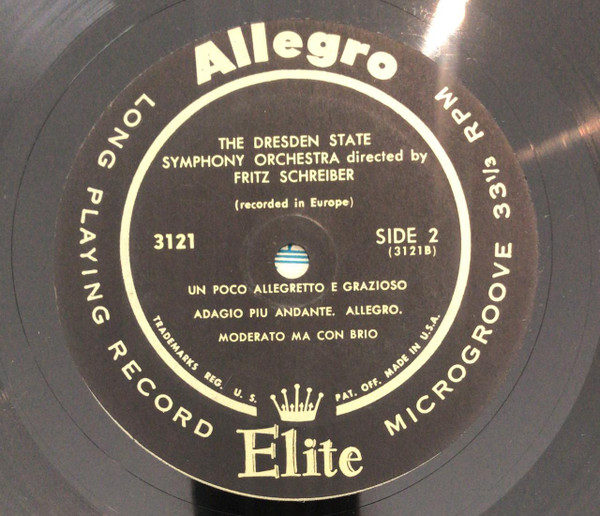 Allegro
LONG PLAYING RECORD
MICROGROOVE 33⅓ RPM
THE DRESDEN STATE
SYMPHONY ORCHESTRA directed by
FRITZ SCHREIBER
(recorded in Europe)
3121
SIDE 2
(3121B)
UN POCO ALLEGRETTO E GRAZIOSO
ADAGIO PIU ANDANTE. ALLEGRO.
MODERATO MA CON BRIO
TRADEMARKS REG. U. S. PAT. OFF. MADE IN U.S.A.
Elite